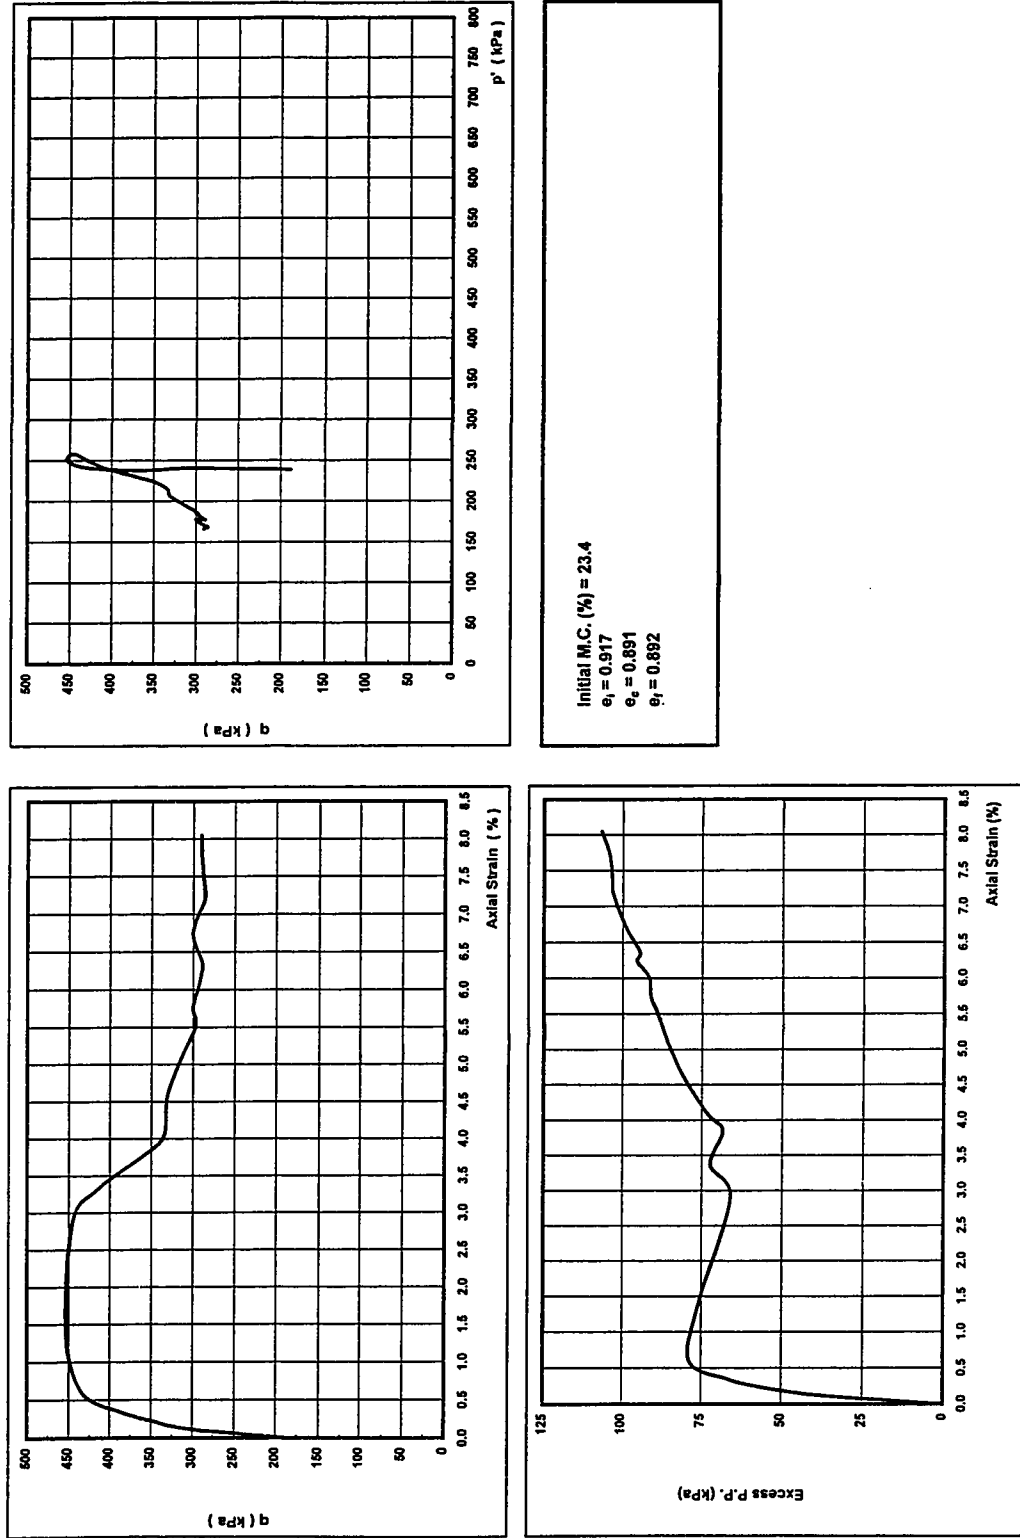 500
450
400
350
300
250
200
150
100
50
0
q ( kPa )
0.0 0.5 1.0 1.5 2.0 2.5 3.0 3.5 4.0 4.5 5.0 5.5 6.0 6.5 7.0 7.5 8.0 8.5
Axial Strain ( % )
500
450
400
350
300
250
200
150
100
50
0
q ( kPa )
0 50 100 150 200 250 300 350 400 450 500 550 600 650 700 750 800
p' ( kPa )
125
100
75
50
25
0
Excess P.P. (kPa)
0.0 0.5 1.0 1.5 2.0 2.5 3.0 3.5 4.0 4.5 5.0 5.5 6.0 6.5 7.0 7.5 8.0 8.5
Axial Strain (%)
Initial M.C. (%) = 23.4
eᵢ = 0.917
e꜀ = 0.891
e_f = 0.892